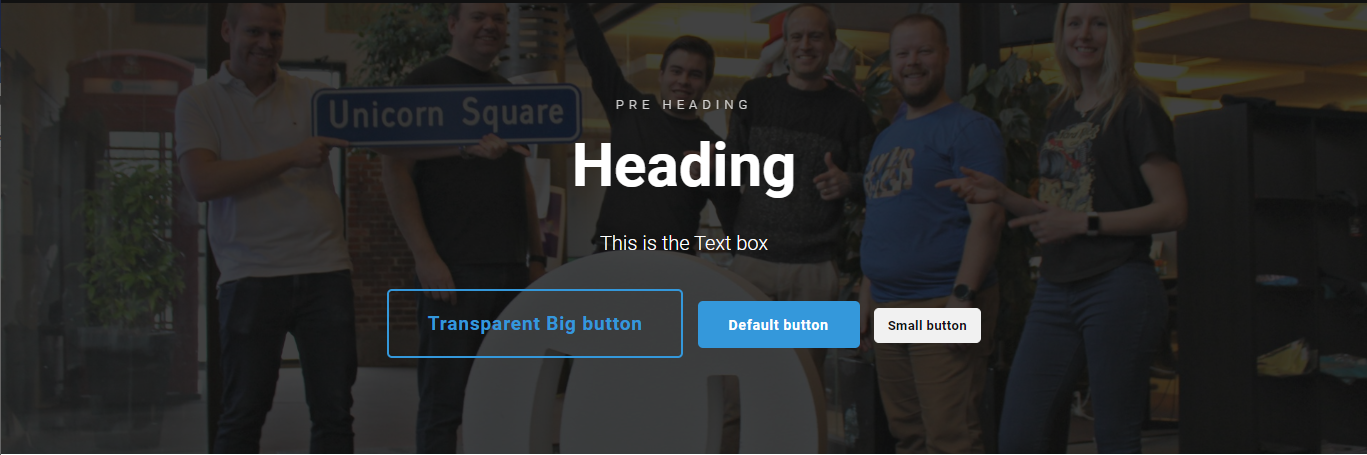 Unicorn Square
PRE HEADING
Heading
This is the Text box
Transparent Big button
Default button
Small button